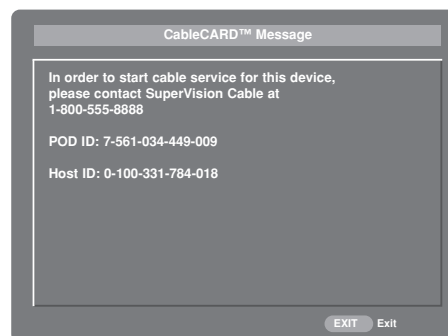 CableCARD™ Message
In order to start cable service for this device,
please contact SuperVision Cable at
1-800-555-8888
POD ID: 7-561-034-449-009
Host ID: 0-100-331-784-018
EXIT Exit